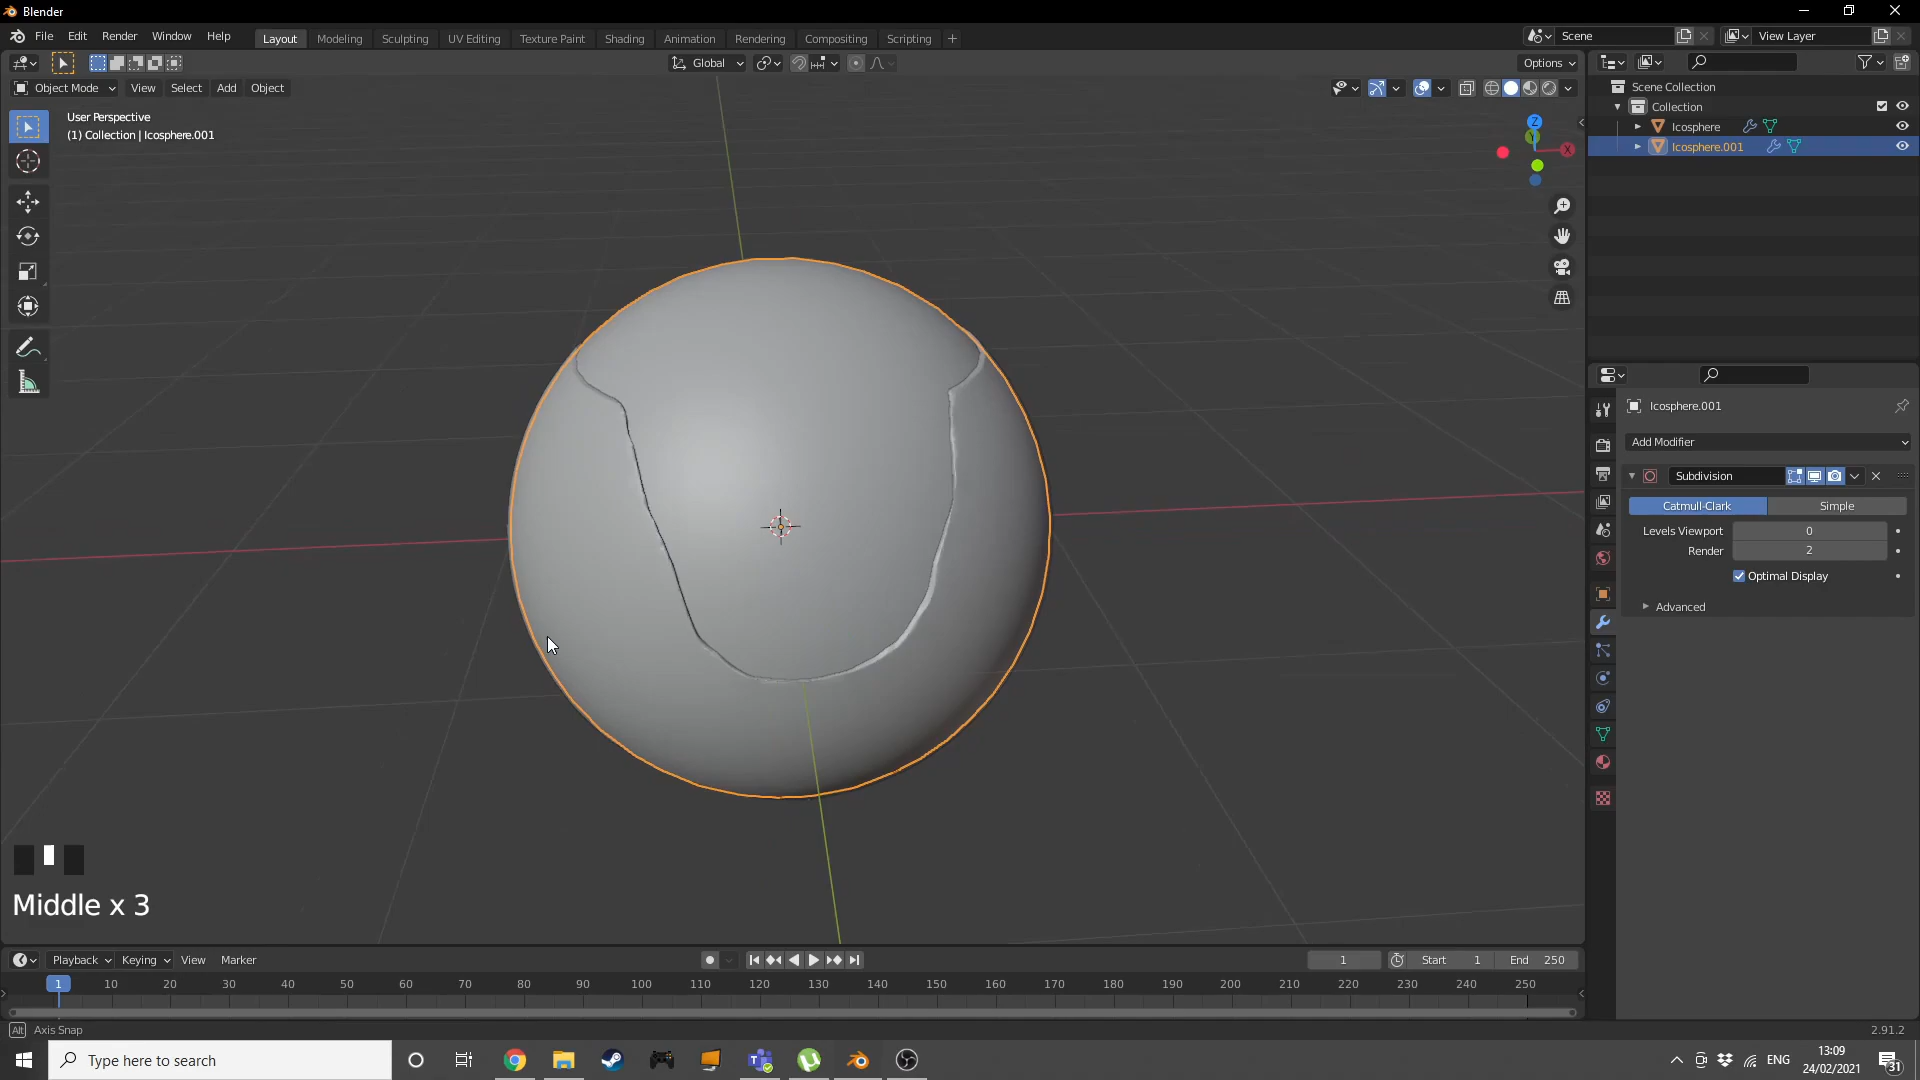 Blender
File Edit Render Window Help
Layout Modeling Sculpting UV Editing Texture Paint Shading Animation Rendering Compositing Scripting +
Scene
View Layer
Global
Options
Object Mode View Select Add Object
User Perspective
(1) Collection | Icosphere.001
Z
X
Scene Collection
Collection
Icosphere
Icosphere.001
Icosphere.001
Add Modifier
Subdivision
Catmull-Clark Simple
Levels Viewport 0
Render 2
Optimal Display
Advanced
Middle x 3
Playback Keying View Marker
1
Start 1
End 250
1 10 20 30 40 50 60 70 80 90 100 110 120 130 140 150 160 170 180 190 200 210 220 230 240 250
Alt Axis Snap
2.91.2
Type here to search
ENG
13:09
24/02/2021
31